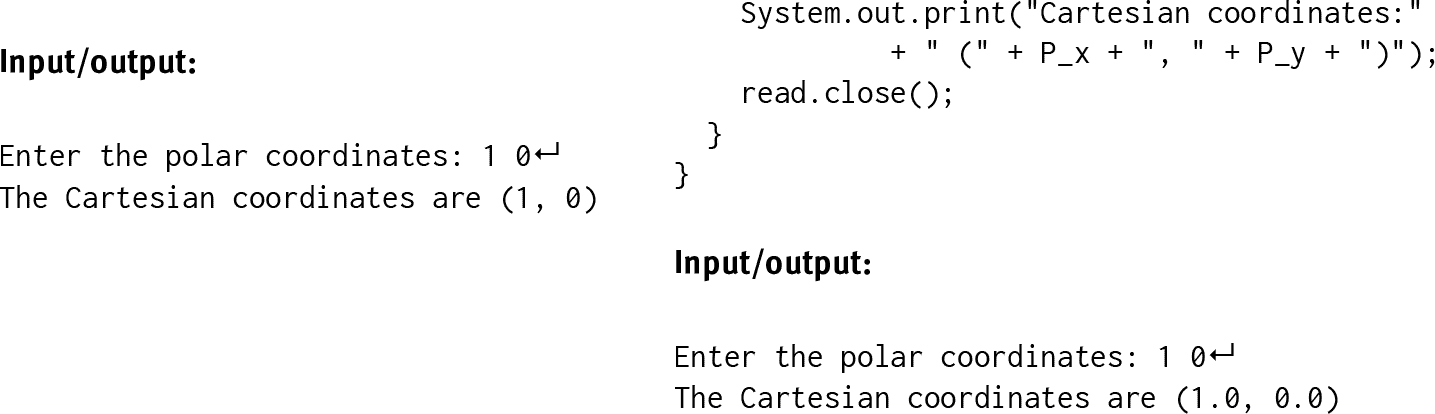 Input/output:
Enter the polar coordinates: 1 0↵
The Cartesian coordinates are (1, 0)
System.out.print("Cartesian coordinates:"
+ " (" + P_x + ", " + P_y + ")");
read.close();
}
}
Input/output:
Enter the polar coordinates: 1 0↵
The Cartesian coordinates are (1.0, 0.0)